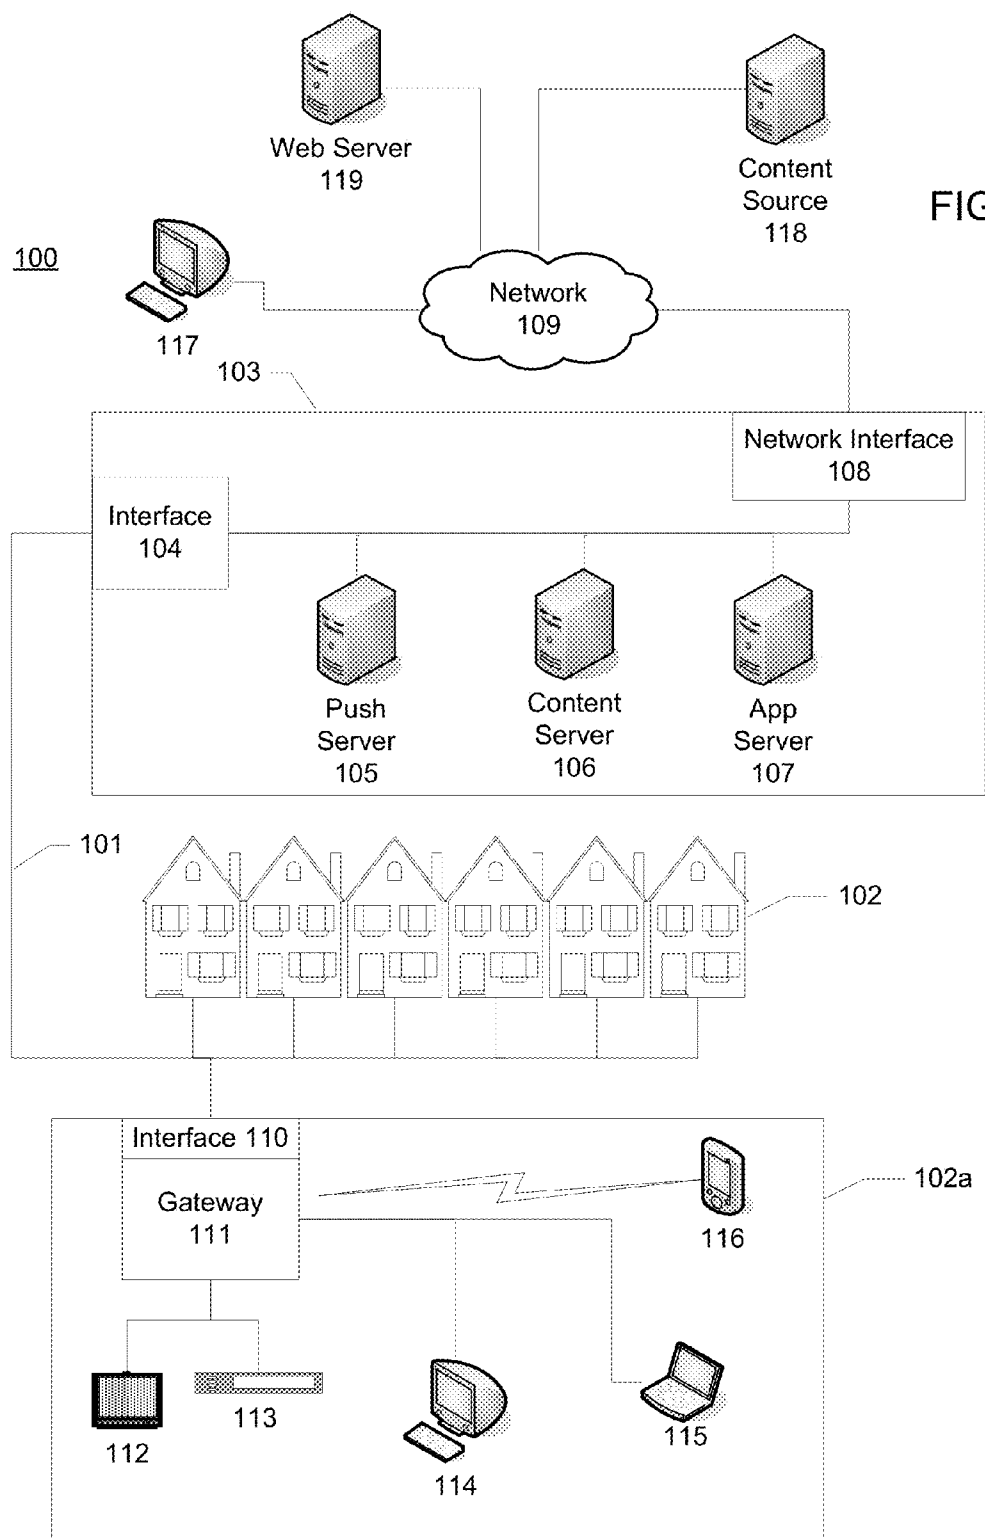 Web Server
119
Content
Source
118
FIG
100
117
Network
109
103
Network Interface
108
Interface
104
Push
Server
105
Content
Server
106
App
Server
107
101
102
Interface 110
Gateway
111
116
102a
112
113
114
115